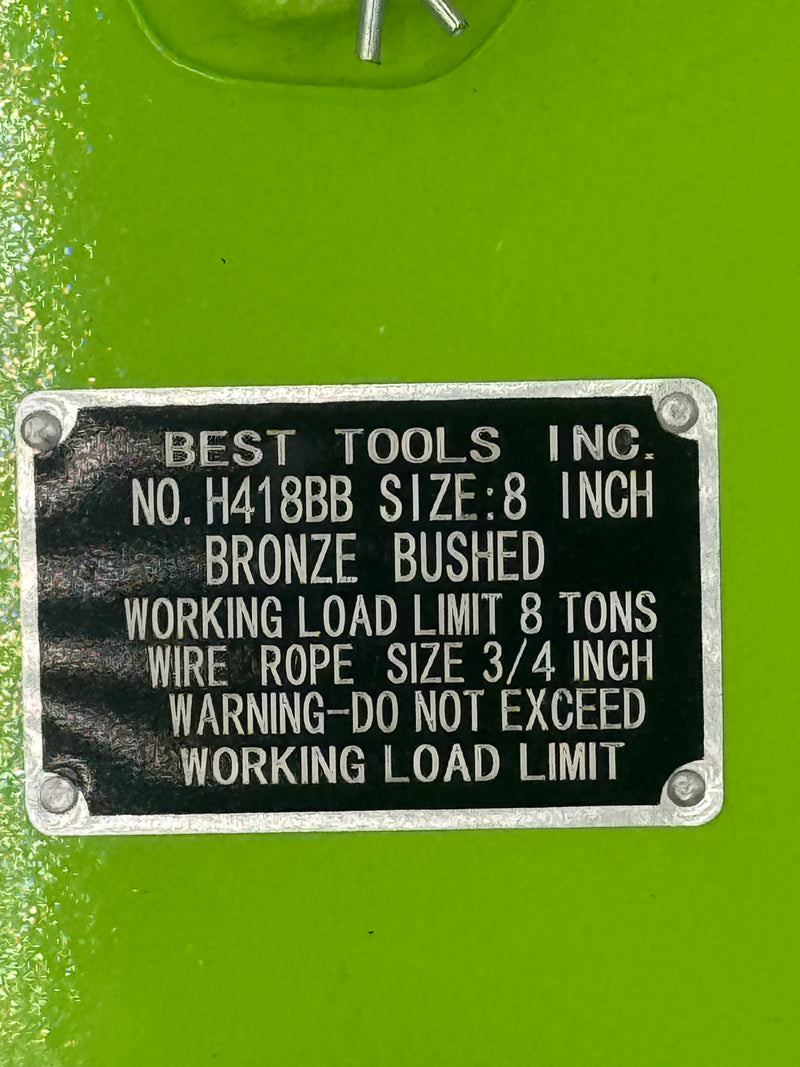 BEST TOOLS INC.
NO. H418BB SIZE:8 INCH
BRONZE BUSHED
WORKING LOAD LIMIT 8 TONS
WIRE ROPE SIZE 3/4 INCH
WARNING-DO NOT EXCEED
WORKING LOAD LIMIT